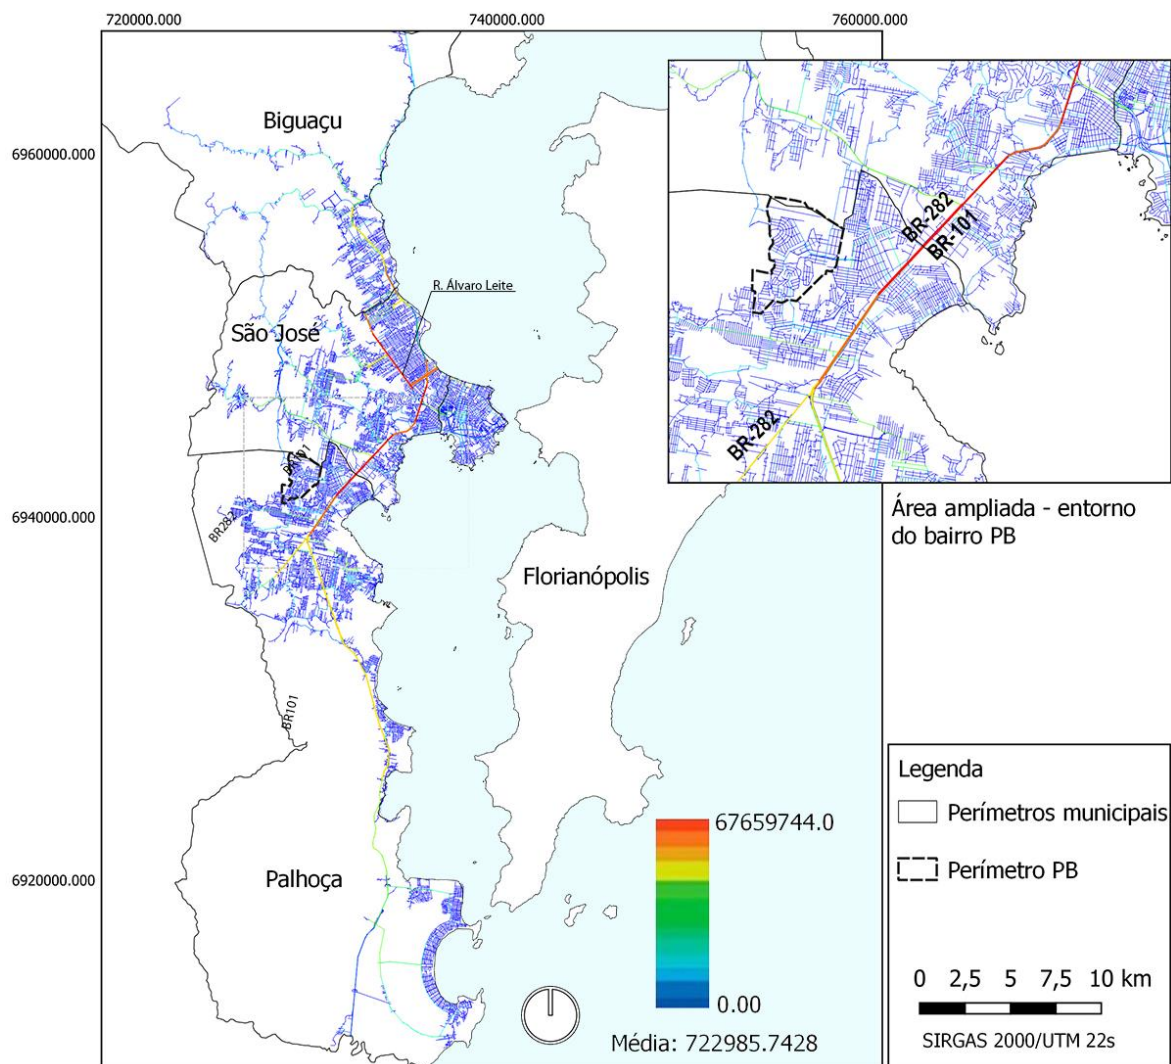 720000.000
740000.000
760000.000
6960000.000
6940000.000
6920000.000
Biguaçu
R. Álvaro Leite
São José
BR101
BR282
Florianópolis
BR101
Palhoça
BR-282
BR-101
BR-282
Área ampliada - entorno
do bairro PB
67659744.0
0.00
Média: 722985.7428
Legenda
Perímetros municipais
Perímetro PB
0 2,5 5 7,5 10 km
SIRGAS 2000/UTM 22s